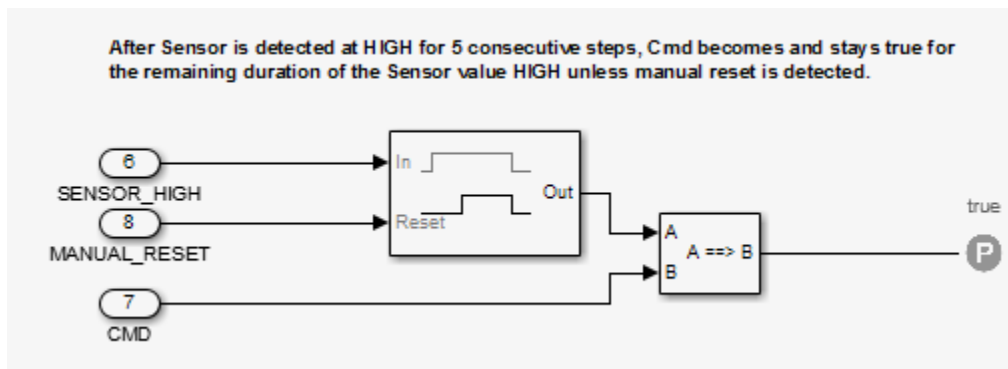 After Sensor is detected at HIGH for 5 consecutive steps, Cmd becomes and stays true for
the remaining duration of the Sensor value HIGH unless manual reset is detected.
6
SENSOR_HIGH
8
MANUAL_RESET
7
CMD
In
Reset
Out
A
B
A ==> B
true
P